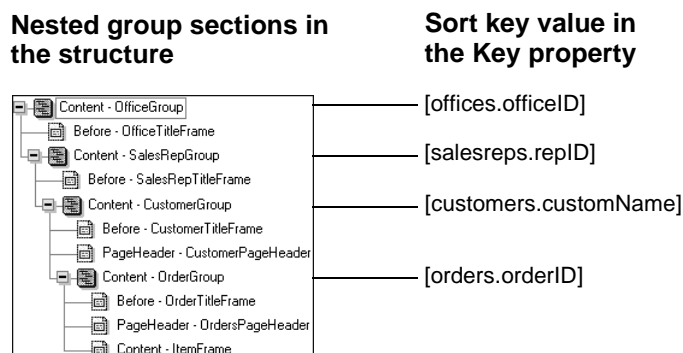 Nested group sections in
the structure
Sort key value in
the Key property
Content - OfficeGroup
[offices.officeID]
Before - OfficeTitleFrame
Content - SalesRepGroup
[salesreps.repID]
Before - SalesRepTitleFrame
Content - CustomerGroup
[customers.customName]
Before - CustomerTitleFrame
PageHeader - CustomerPageHeader
Content - OrderGroup
[orders.orderID]
Before - OrderTitleFrame
PageHeader - OrdersPageHeader
Content - ItemFrame